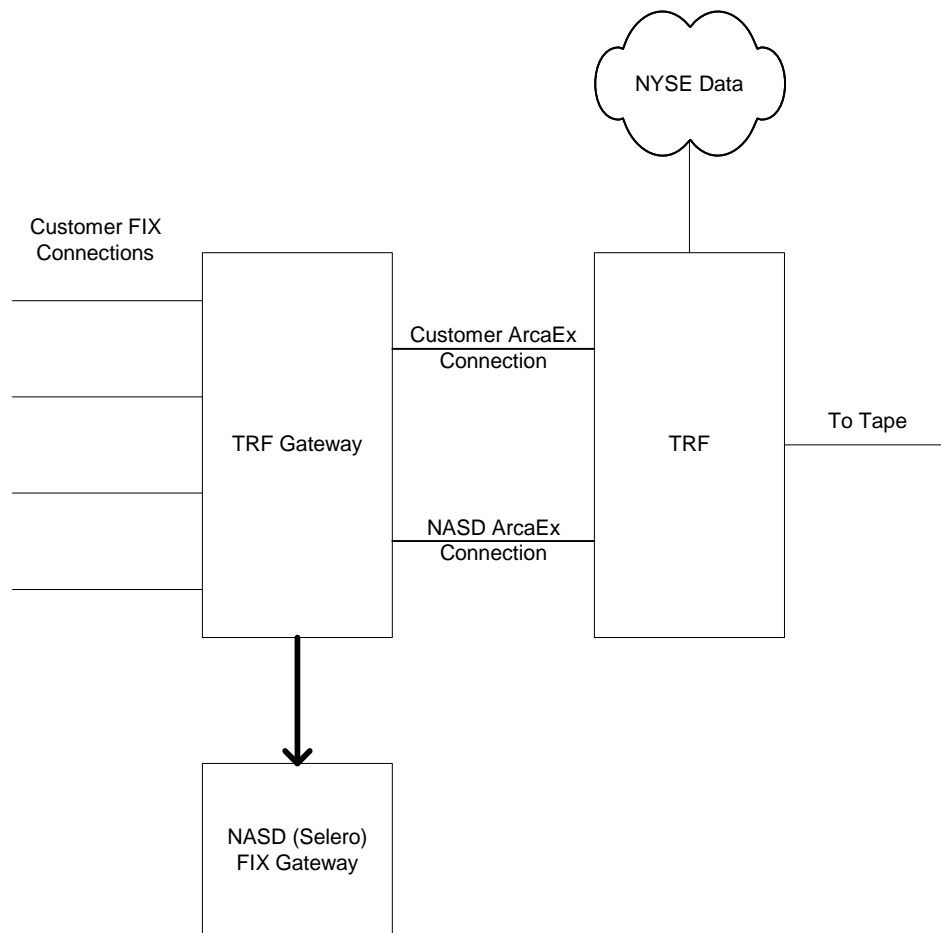 NYSE Data
Customer FIX
Connections
Customer ArcaEx
Connection
TRF Gateway
TRF
To Tape
NASD ArcaEx
Connection
NASD (Selero)
FIX Gateway